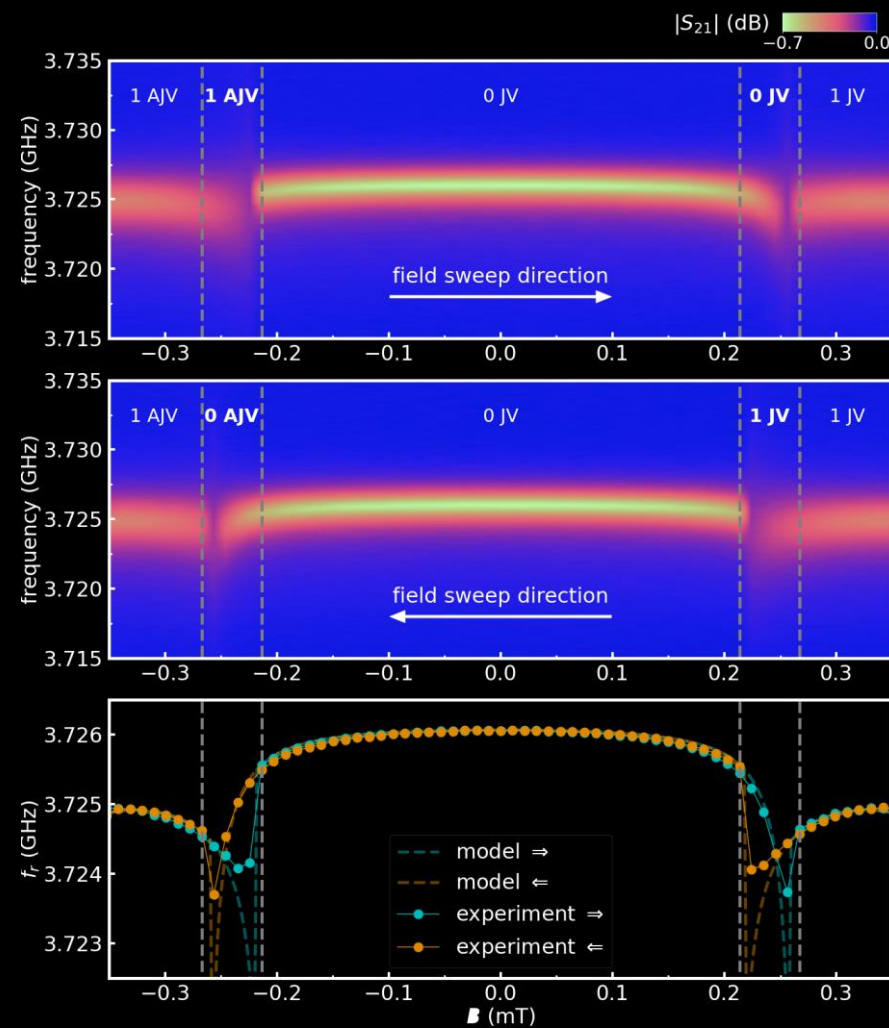 |S21| (dB)
−0.7 0.0
3.735
3.730
3.725
3.720
3.715
frequency (GHz)
1 AJV 1 AJV 0 JV 0 JV 1 JV
field sweep direction
−0.3 −0.2 −0.1 0.0 0.1 0.2 0.3
3.735
3.730
3.725
3.720
3.715
frequency (GHz)
1 AJV 0 AJV 0 JV 1 JV 1 JV
field sweep direction
−0.3 −0.2 −0.1 0.0 0.1 0.2 0.3
3.726
3.725
3.724
3.723
fr (GHz)
model ⇒
model ⇐
experiment ⇒
experiment ⇐
−0.3 −0.2 −0.1 0.0 0.1 0.2 0.3
B (mT)